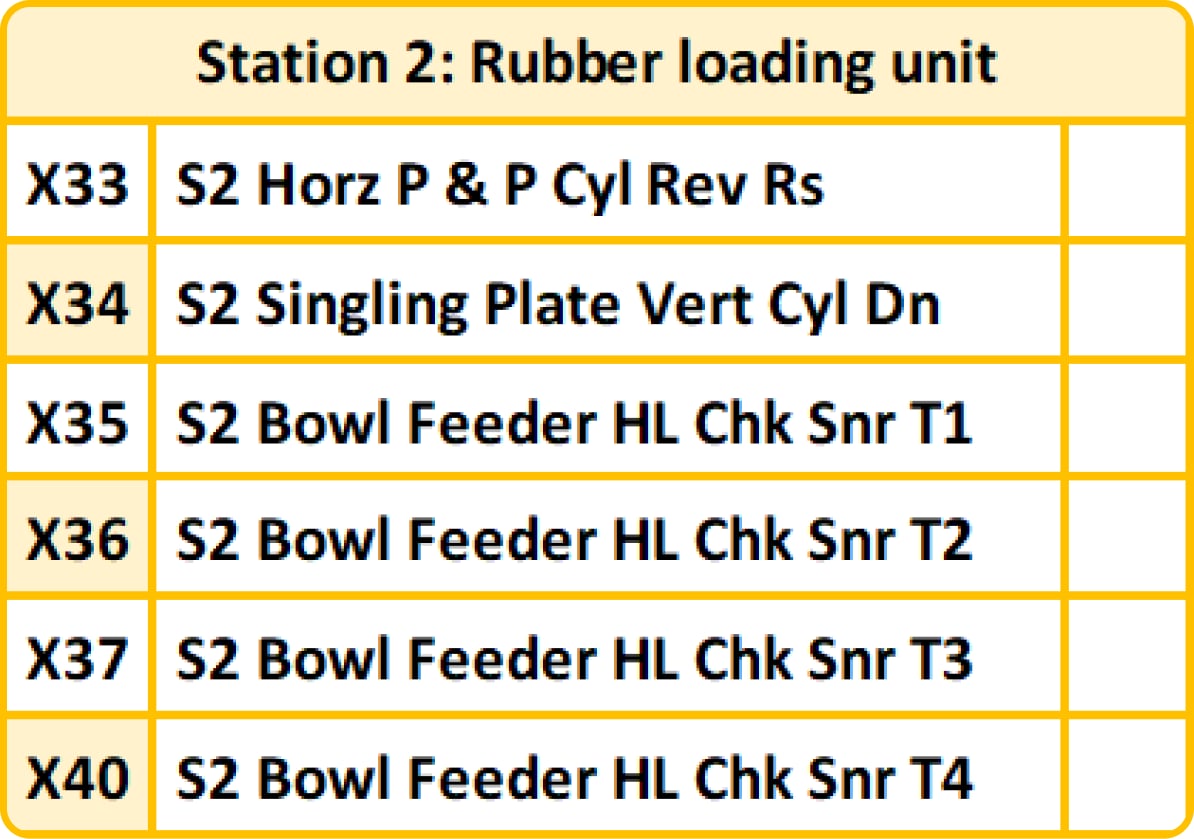 Station 2: Rubber loading unit
X33 S2 Horz P & P Cyl Rev Rs
X34 S2 Singling Plate Vert Cyl Dn
X35 S2 Bowl Feeder HL Chk Snr T1
X36 S2 Bowl Feeder HL Chk Snr T2
X37 S2 Bowl Feeder HL Chk Snr T3
X40 S2 Bowl Feeder HL Chk Snr T4